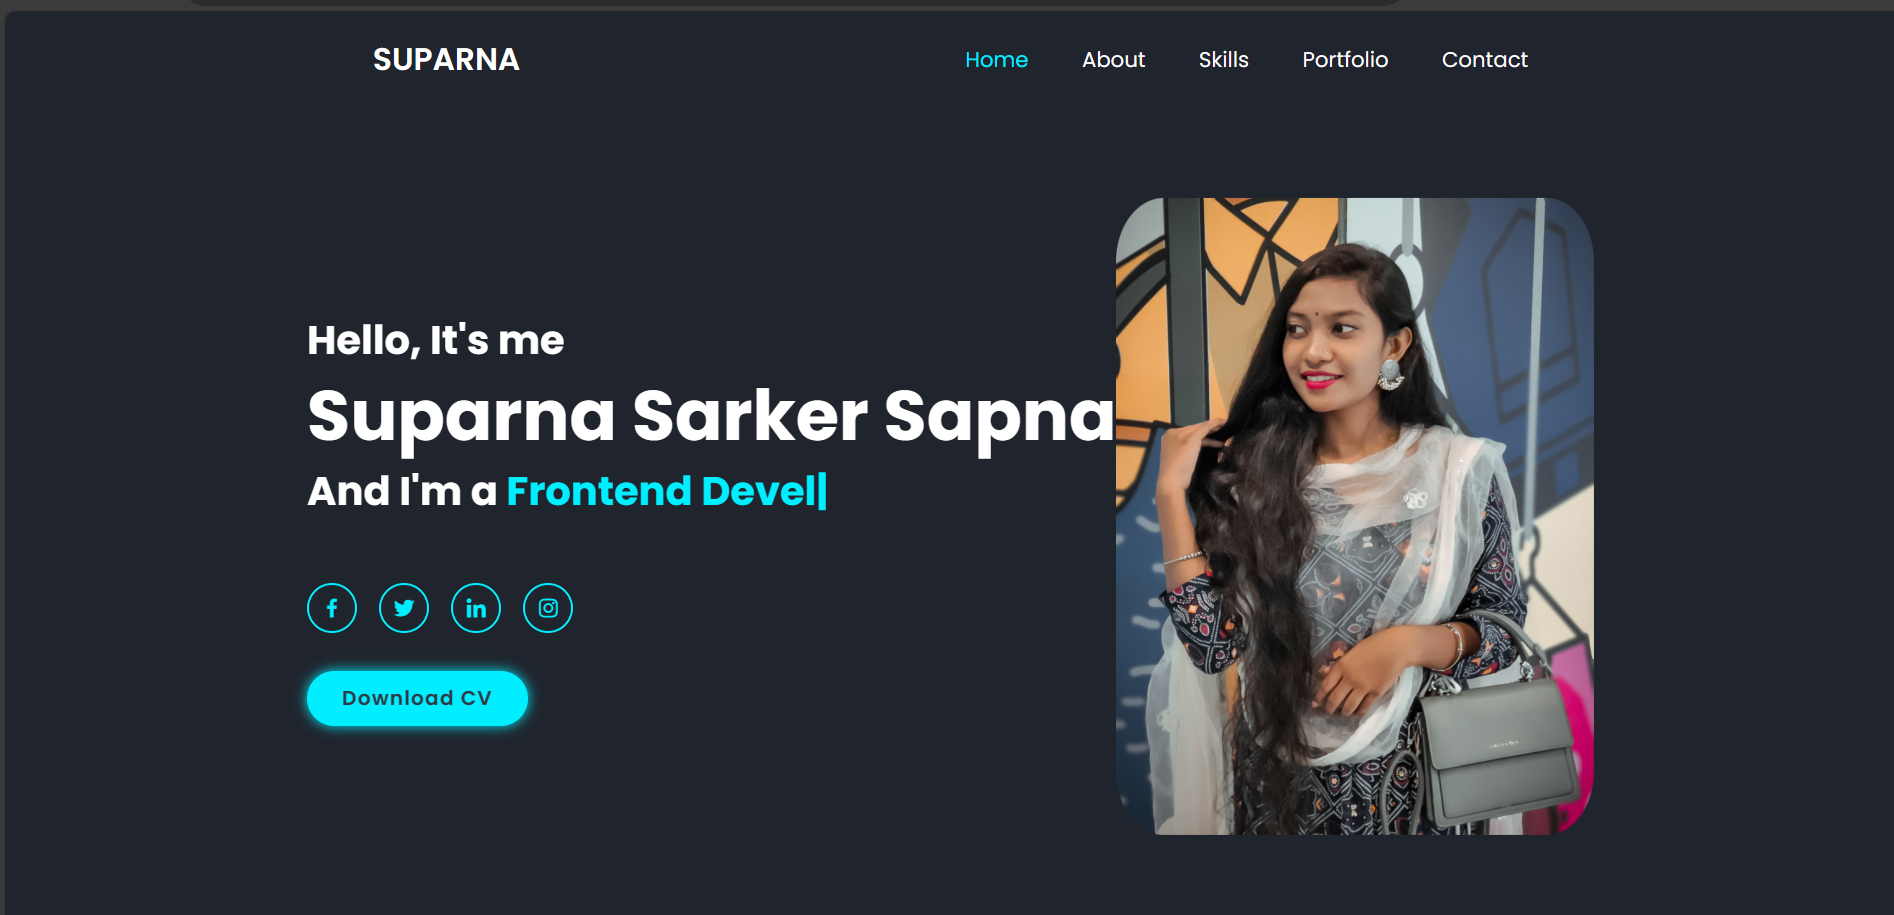 SUPARNA
Home About Skills Portfolio Contact
Hello, It's me
Suparna Sarker Sapna
And I'm a Frontend Devel|
Download CV